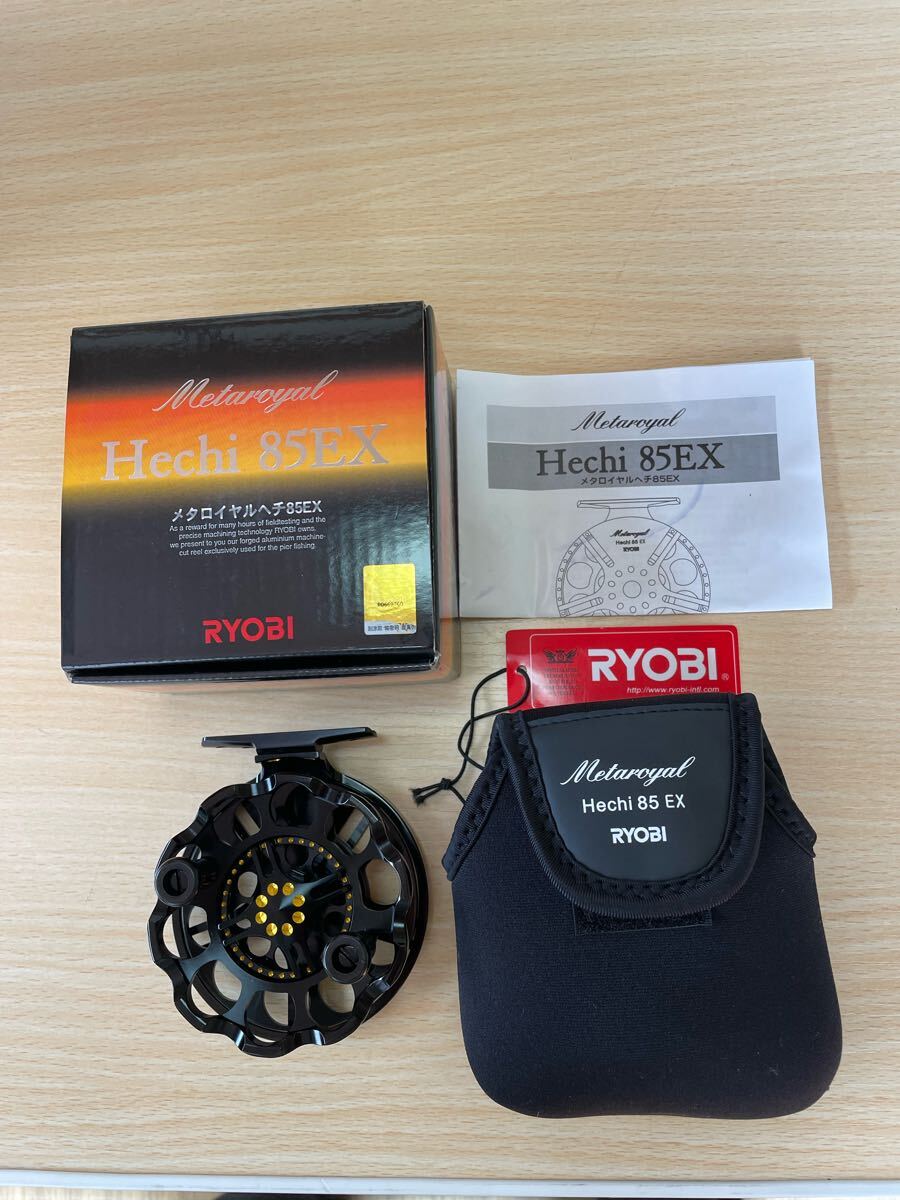 Metaroyal
Hechi 85EX
メタロイヤルヘチ85EX
As a reward for many hours of fieldtesting and the
precise machining technology RYOBI owns.
we present to you our forged aluminium machine-
cut reel exclusively used for the pier fishing.
RYOBI
Metaroyal
Hechi 85EX
メタロイヤルヘチ85EX
Metaroyal
Hechi 85 EX
RYOBI
RYOBI®
http://www.ryobi-intl.com
Metaroyal
Hechi 85 EX
RYOBI